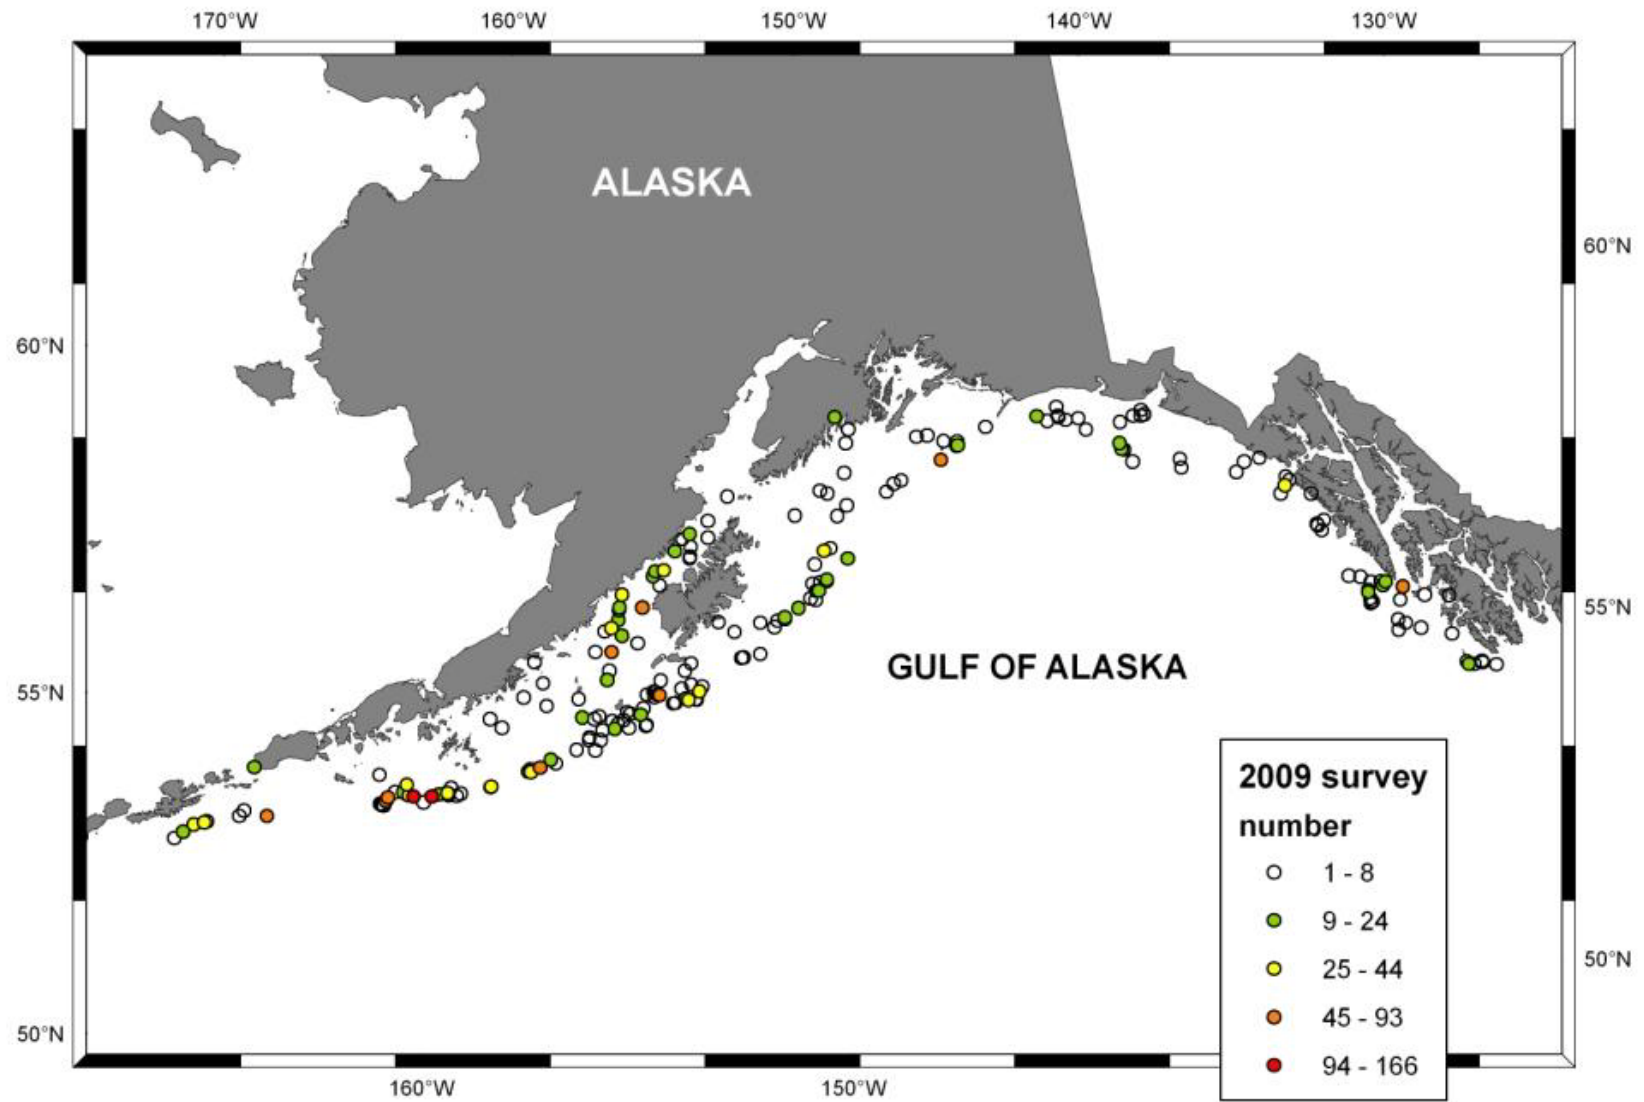 170°W 160°W 150°W 140°W 130°W
ALASKA
60°N
60°N
55°N
GULF OF ALASKA
55°N
2009 survey
number
1 - 8
9 - 24
25 - 44
45 - 93
94 - 166
50°N
50°N
160°W 150°W